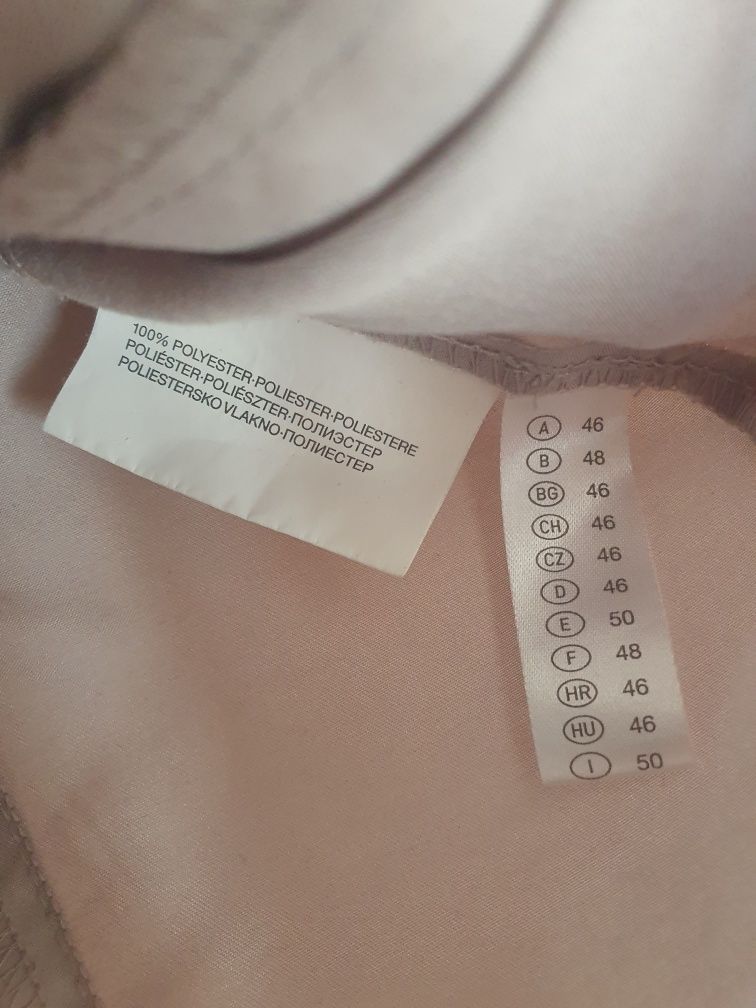 100% POLYESTER·POLIESTER·POLIESTERE
POLIÉSTER·POLIÉSZTER·ПОЛИЭСТЕР
POLIESTERSKO VLAKNO·ПОЛИЕСТЕР
A 46
B 48
BG 46
CH 46
CZ 46
D 46
E 50
F 48
HR 46
HU 46
I 50